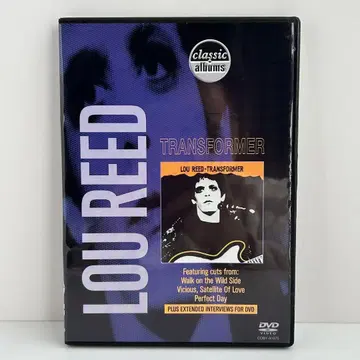 classic
albums
LOU REED
TRANSFORMER
LOU REED·TRANSFORMER
Featuring cuts from:
Walk on the Wild Side
Vicious, Satellite Of Love
Perfect Day
PLUS EXTENDED INTERVIEWS FOR DVD
DVD
VIDEO